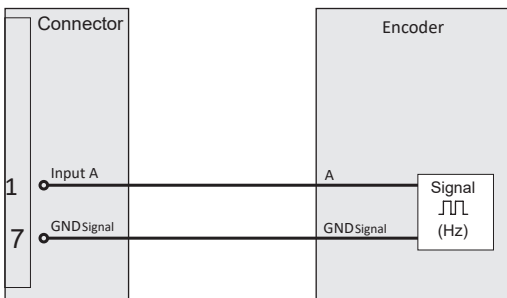 Connector
Encoder
1
Input A
A
Signal
(Hz)
7
GND Signal
GND Signal